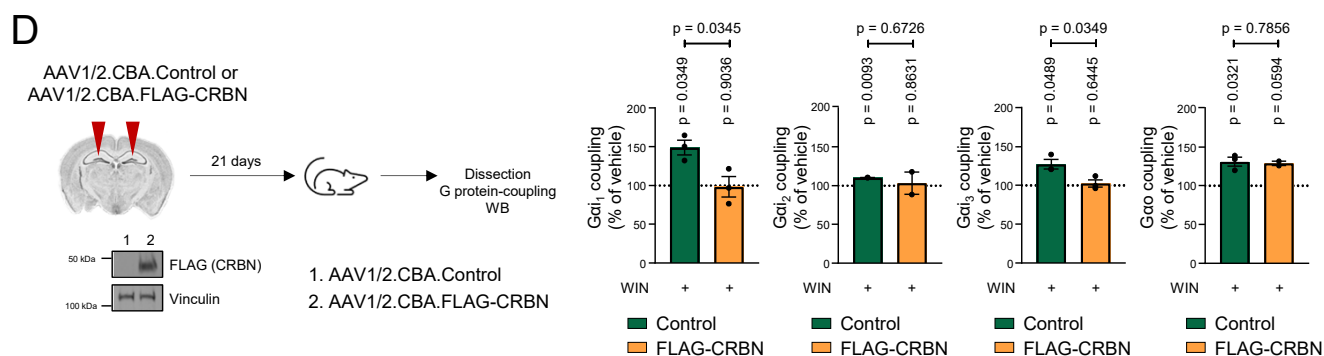 D
AAV1/2.CBA.Control or
AAV1/2.CBA.FLAG-CRBN
21 days
Dissection
G protein-coupling
WB
1 2
50 kDa
FLAG (CRBN)
100 kDa
Vinculin
1. AAV1/2.CBA.Control
2. AAV1/2.CBA.FLAG-CRBN
p = 0.0345
p = 0.0349
p = 0.9036
Gαi1 coupling
(% of vehicle)
200
150
100
50
0
WIN + +
Control
FLAG-CRBN
p = 0.6726
p = 0.0093
p = 0.8631
Gαi2 coupling
(% of vehicle)
200
150
100
50
0
+ +
Control
FLAG-CRBN
p = 0.0349
p = 0.0489
p = 0.6445
Gαi3 coupling
(% of vehicle)
200
150
100
50
0
WIN + +
Control
FLAG-CRBN
p = 0.7856
p = 0.0321
p = 0.0594
Gαo coupling
(% of vehicle)
200
150
100
50
0
WIN + +
Control
FLAG-CRBN